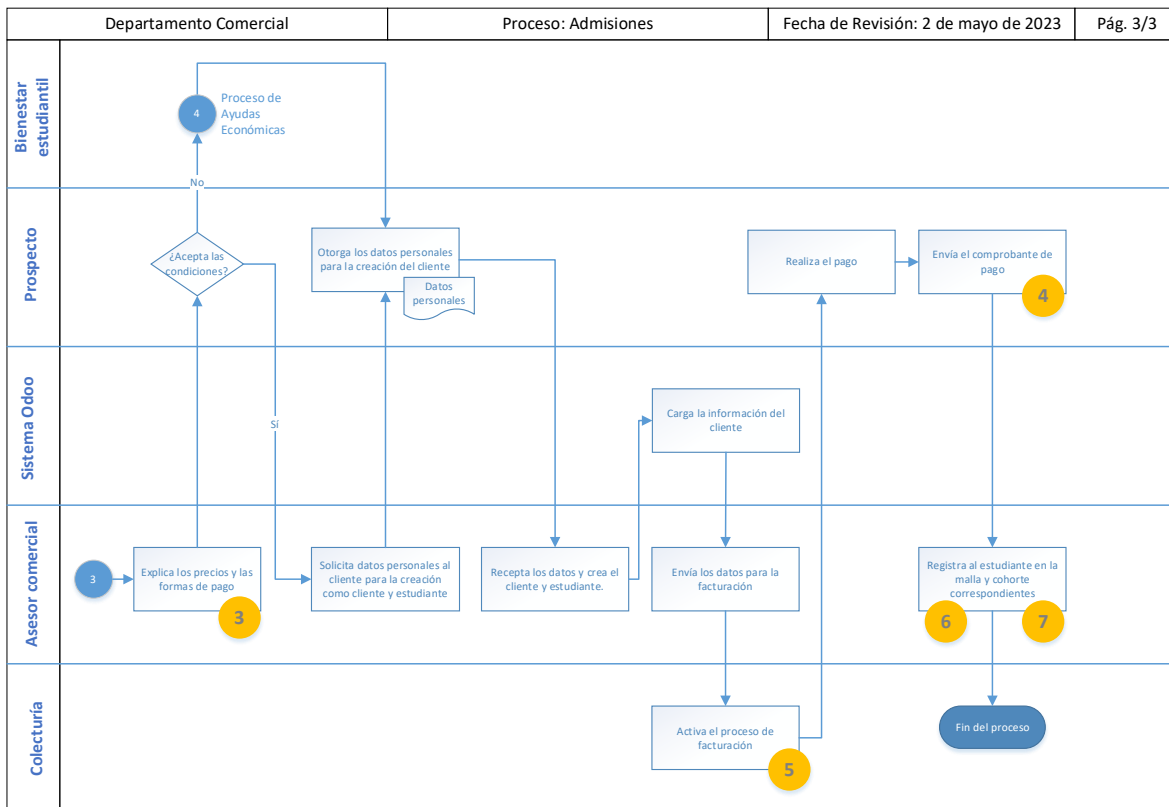 Departamento Comercial
Proceso: Admisiones
Fecha de Revisión: 2 de mayo de 2023
Pág. 3/3
Bienestar
estudiantil
4
Proceso de
Ayudas
Económicas
No
Prospecto
¿Acepta las
condiciones?
Otorga los datos personales
para la creación del cliente
Datos
personales
Realiza el pago
Envía el comprobante de
pago
4
Sistema Odoo
Sí
Carga la información del
cliente
Asesor comercial
3
Explica los precios y las
formas de pago
3
Solicita datos personales al
cliente para la creación
como cliente y estudiante
Recepta los datos y crea el
cliente y estudiante.
Envía los datos para la
facturación
Registra al estudiante en la
malla y cohorte
correspondientes
6
7
Colecturía
Activa el proceso de
facturación
5
Fin del proceso